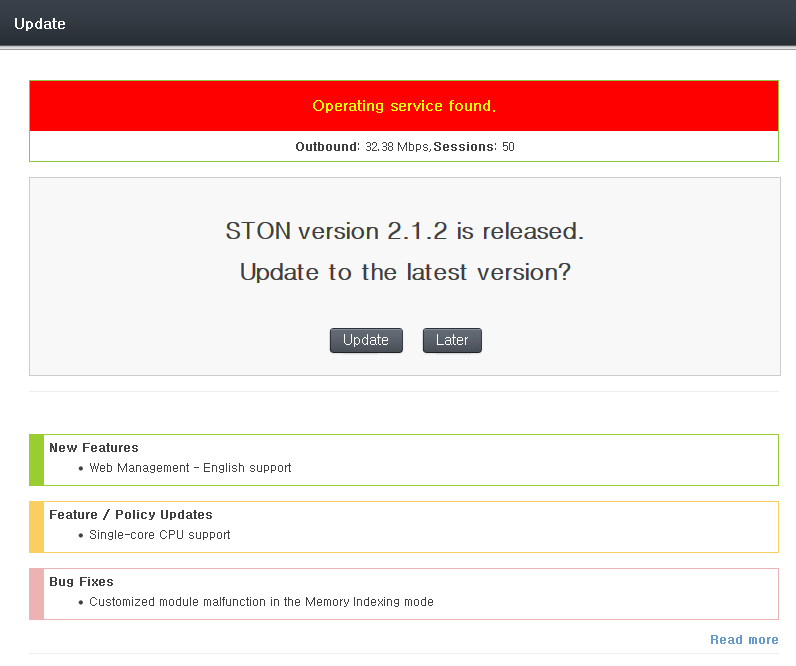 Update
Operating service found.
Outbound: 32.38 Mbps, Sessions: 50
STON version 2.1.2 is released.
Update to the latest version?
Update Later
New Features
• Web Management - English support
Feature / Policy Updates
• Single-core CPU support
Bug Fixes
• Customized module malfunction in the Memory Indexing mode
Read more